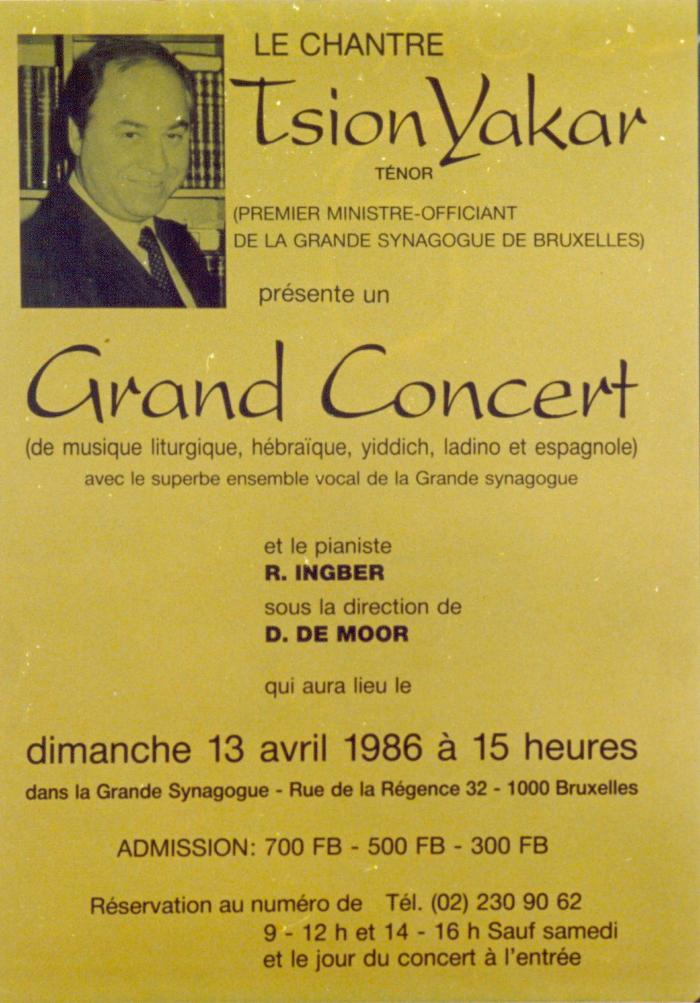 LE CHANTRE
Tsion Yakar
TÉNOR
(PREMIER MINISTRE-OFFICIANT
DE LA GRANDE SYNAGOGUE DE BRUXELLES)
présente un
Grand Concert
(de musique liturgique, hébraïque, yiddich, ladino et espagnole)
avec le superbe ensemble vocal de la Grande synagogue
et le pianiste
R. INGBER
sous la direction de
D. DE MOOR
qui aura lieu le
dimanche 13 avril 1986 à 15 heures
dans la Grande Synagogue - Rue de la Régence 32 - 1000 Bruxelles
ADMISSION: 700 FB - 500 FB - 300 FB
Réservation au numéro de Tél. (02) 230 90 62
9 - 12 h et 14 - 16 h Sauf samedi
et le jour du concert à l'entrée